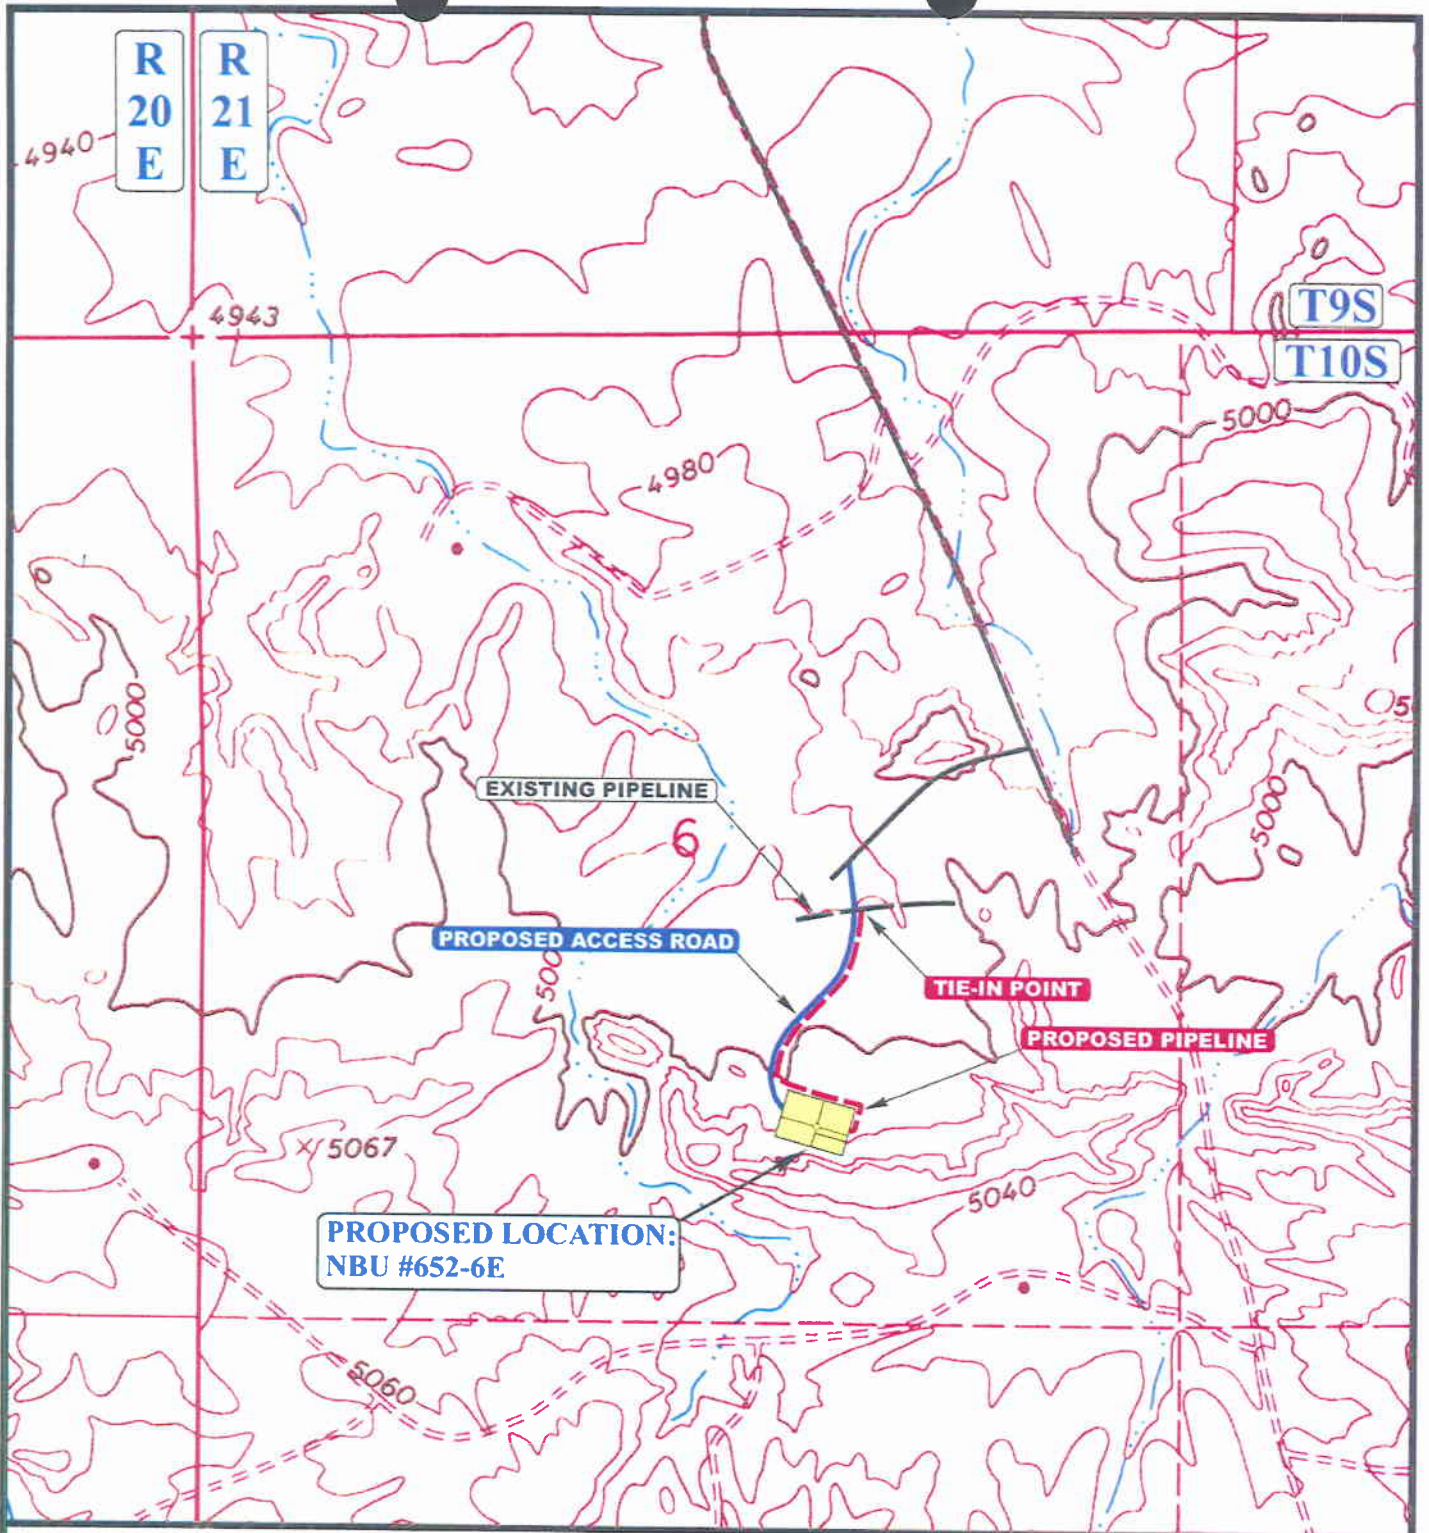 R
20
E
R
21
E
4940
4943
T9S
T10S
5000
4980
5000
5000
EXISTING PIPELINE
6
PROPOSED ACCESS ROAD
500
TIE-IN POINT
PROPOSED PIPELINE
5067
5040
PROPOSED LOCATION:
NBU #652-6E
5060